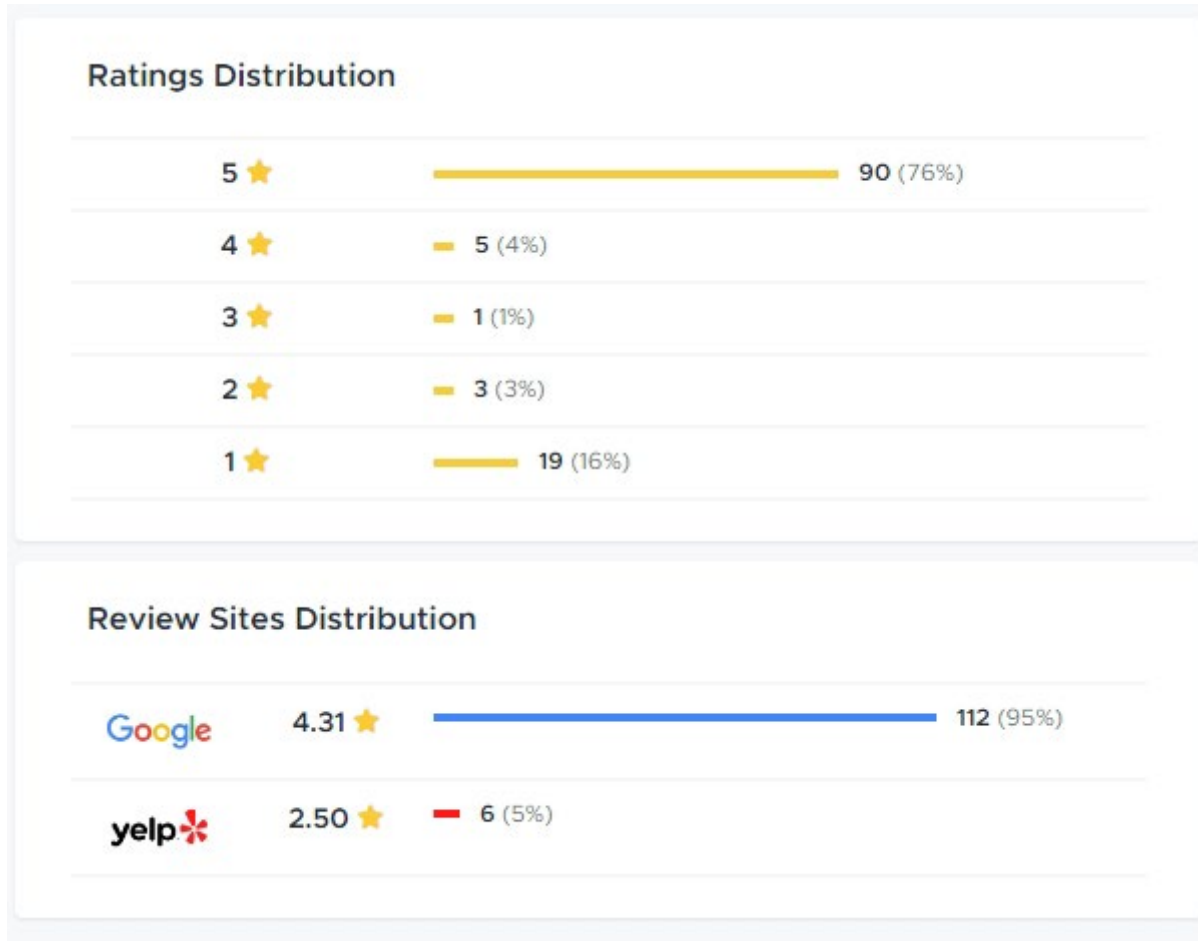 Ratings Distribution
5 90 (76%)
4 5 (4%)
3 1 (1%)
2 3 (3%)
1 19 (16%)
Review Sites Distribution
Google 4.31 112 (95%)
yelp 2.50 6 (5%)